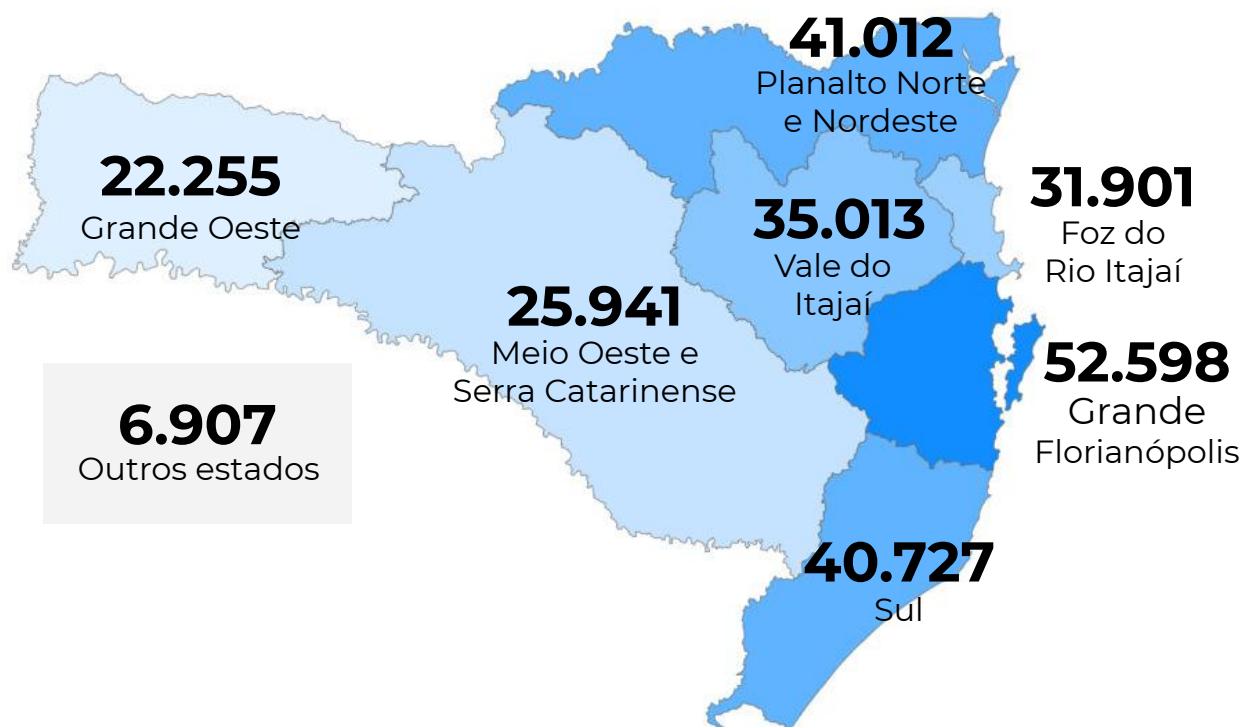 41.012
Planalto Norte
e Nordeste
22.255
Grande Oeste
31.901
Foz do
Rio Itajaí
35.013
Vale do
Itajaí
25.941
Meio Oeste e
Serra Catarinense
52.598
Grande
Florianópolis
6.907
Outros estados
40.727
Sul